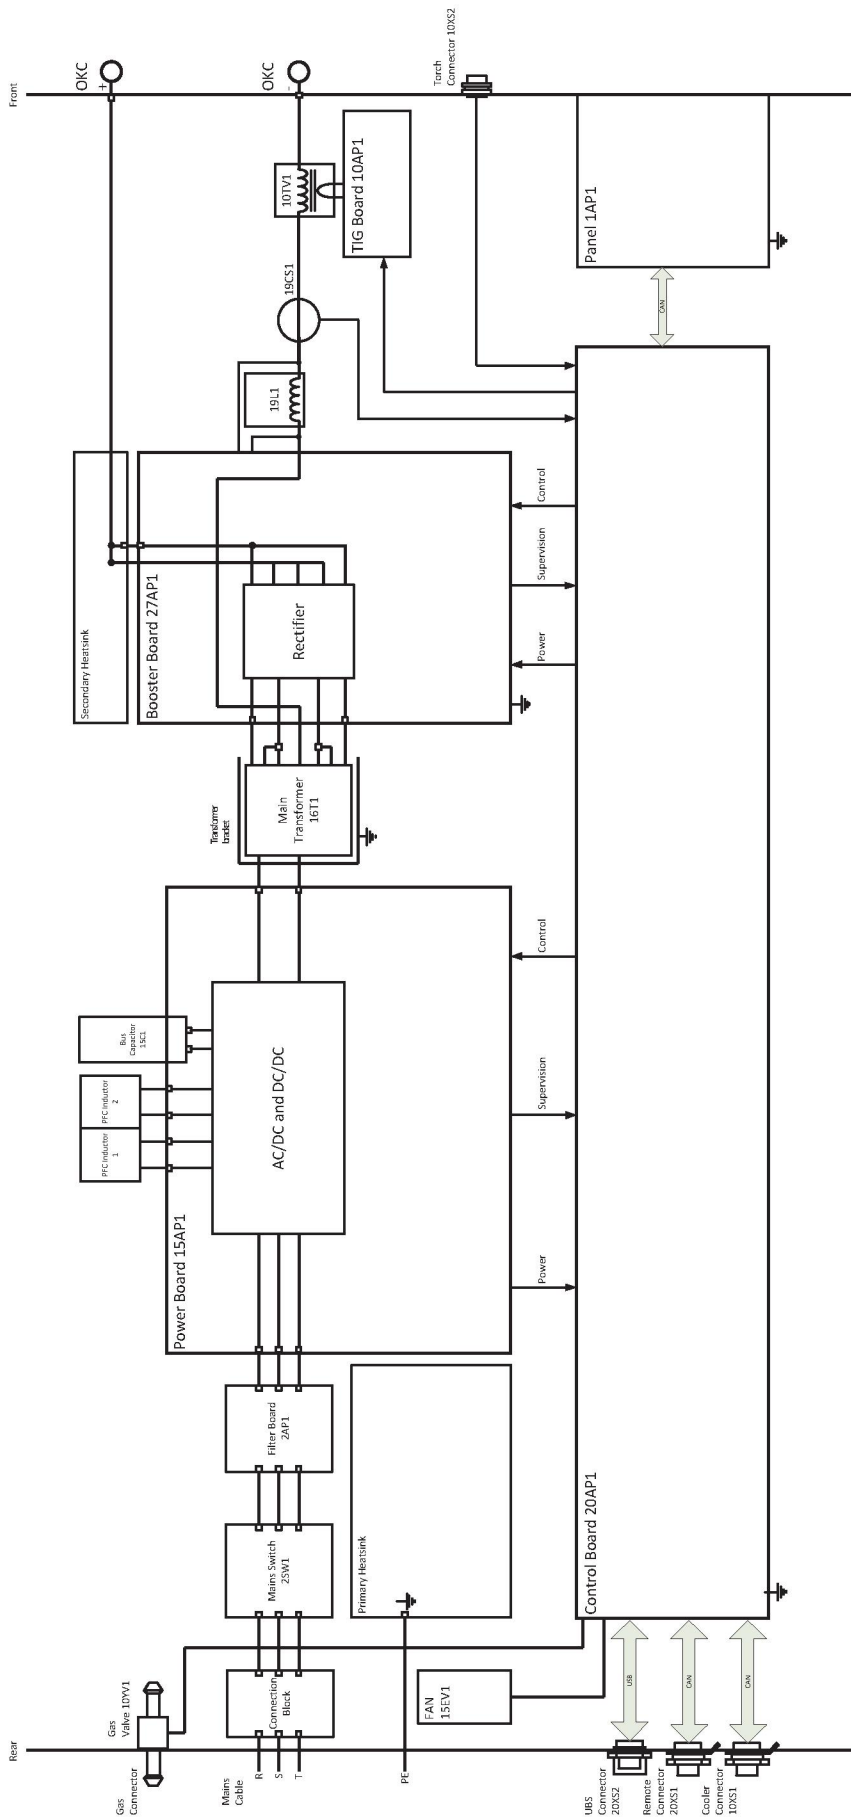 Front
OKC
+
OKC
-
Torch
Connector 10XS2
10TV1
TIG Board 10AP1
Panel 1AP1
19CS1
CAN
19L1
Secondary Heatsink
Booster Board 27AP1
Rectifier
Control
Supervision
Power
Transformer
bracket
Main
Transformer
16T1
Bus
Capacitor
15C1
PFC Inductor
2
PFC Inductor
1
Power Board 15AP1
AC/DC and DC/DC
Control
Supervision
Power
Filter Board
2AP1
Mains Switch
2SW1
Primary Heatsink
Control Board 20AP1
Connection
Block
FAN
15EV1
USB
CAN
CAN
Gas
Valve 10YV1
Rear
Gas
Connector
Mains
Cable
R
S
T
PE
UBS
Connector
20XS2
Remote
Connector
20XS1
Cooler
Connector
10XS1